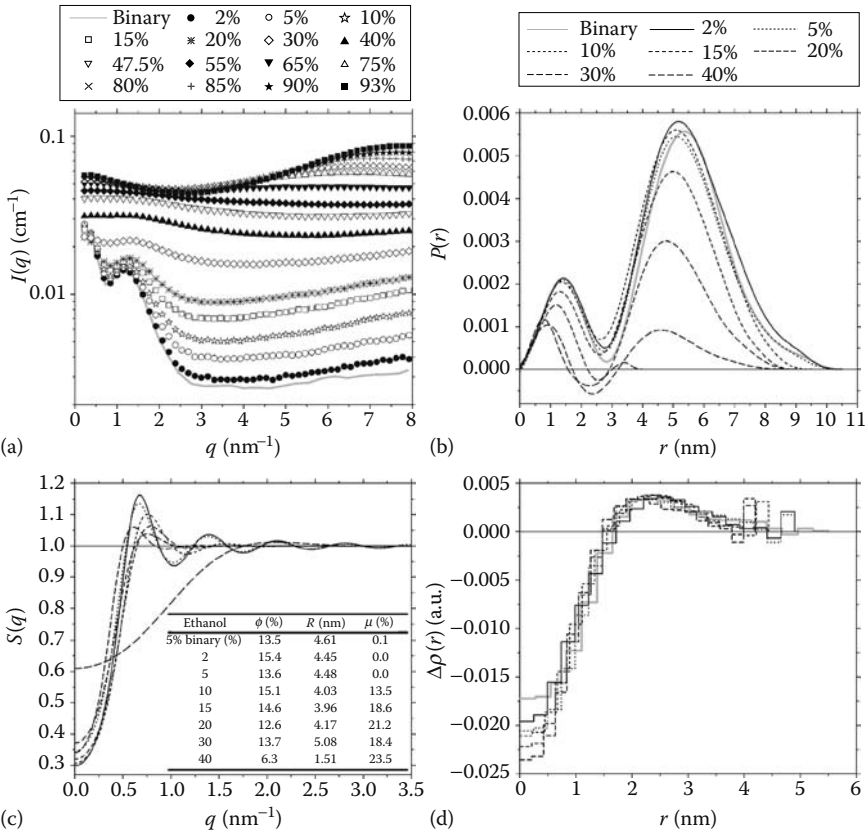 Binary 2% 5% 10%
15% 20% 30% 40%
47.5% 55% 65% 75%
80% 85% 90% 93%
0.1
0.01
I(q) (cm⁻¹)
0 1 2 3 4 5 6 7 8
(a) q (nm⁻¹)
Binary 2% 5%
10% 15% 20%
30% 40%
0.006
0.005
0.004
0.003
0.002
0.001
0.000
P(r)
0 1 2 3 4 5 6 7 8 9 10 11
(b) r (nm)
1.2
1.1
1.0
0.9
0.8
0.7
0.6
0.5
0.4
0.3
S(q)
Ethanol ϕ (%) R (nm) μ (%)
5% binary (%) 13.5 4.61 0.1
2 15.4 4.45 0.0
5 13.6 4.48 0.0
10 15.1 4.03 13.5
15 14.6 3.96 18.6
20 12.6 4.17 21.2
30 13.7 5.08 18.4
40 6.3 1.51 23.5
0.0 0.5 1.0 1.5 2.0 2.5 3.0 3.5
(c) q (nm⁻¹)
0.005
0.000
−0.005
−0.010
−0.015
−0.020
−0.025
Δρ(r) (a.u.)
0 1 2 3 4 5 6
(d) r (nm)